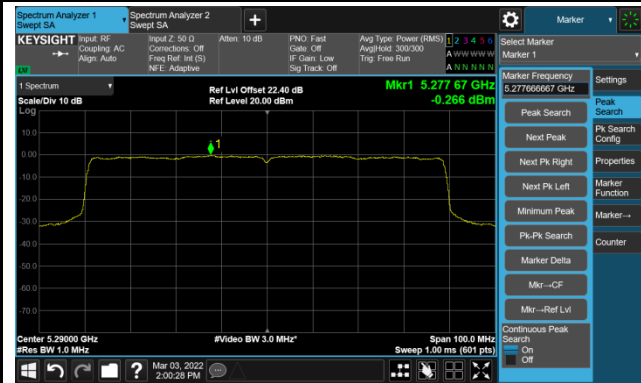 Spectrum Analyzer 1
Swept SA
Spectrum Analyzer 2
Swept SA
+
Marker
KEYSIGHT
Input: RF
Coupling: AC
Align: Auto
Input Z: 50 Ω
Corrections: Off
Freq Ref: Int (S)
NFE: Adaptive
Atten: 10 dB
PNO: Fast
Gate: Off
IF Gain: Low
Sig Track: Off
Avg Type: Power (RMS)
Avg|Hold: 300/300
Trig: Free Run
1 2 3 4 5 6
A W W W W W
A N N N N N
LXI
Select Marker
Marker 1
1 Spectrum
Scale/Div 10 dB
Log
Ref Lvl Offset 22.40 dB
Ref Level 20.00 dBm
Mkr1 5.277 67 GHz
-0.266 dBm
10.0
0.00
-10.0
-20.0
-30.0
-40.0
-50.0
-60.0
-70.0
1
Center 5.29000 GHz
#Res BW 1.0 MHz
#Video BW 3.0 MHz*
Span 100.0 MHz
Sweep 1.00 ms (601 pts)
Marker Frequency
5.277666667 GHz
Peak Search
Next Peak
Next Pk Right
Next Pk Left
Minimum Peak
Pk-Pk Search
Marker Delta
Mkr→CF
Mkr→Ref Lvl
Continuous Peak
Search
On
Off
Settings
Peak
Search
Pk Search
Config
Properties
Marker
Function
Marker→
Counter
?
Mar 03, 2022
2:00:28 PM